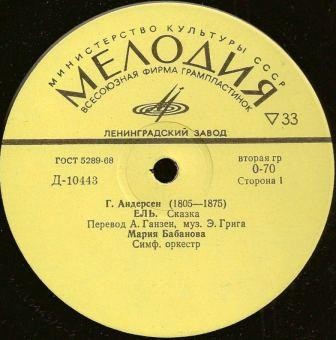 МИНИСТЕРСТВО КУЛЬТУРЫ СССР
МЕЛОДИЯ
ВСЕСОЮЗНАЯ ФИРМА ГРАМПЛАСТИНОК
▽33
ЛЕНИНГРАДСКИЙ ЗАВОД
ГОСТ 5289-68
вторая гр
Д-10443
0-70
Сторона 1
Г. Андерсен (1805—1875)
ЕЛЬ. Сказка
Перевод А. Ганзен, муз. Э. Грига
Мария Бабанова
Симф. оркестр